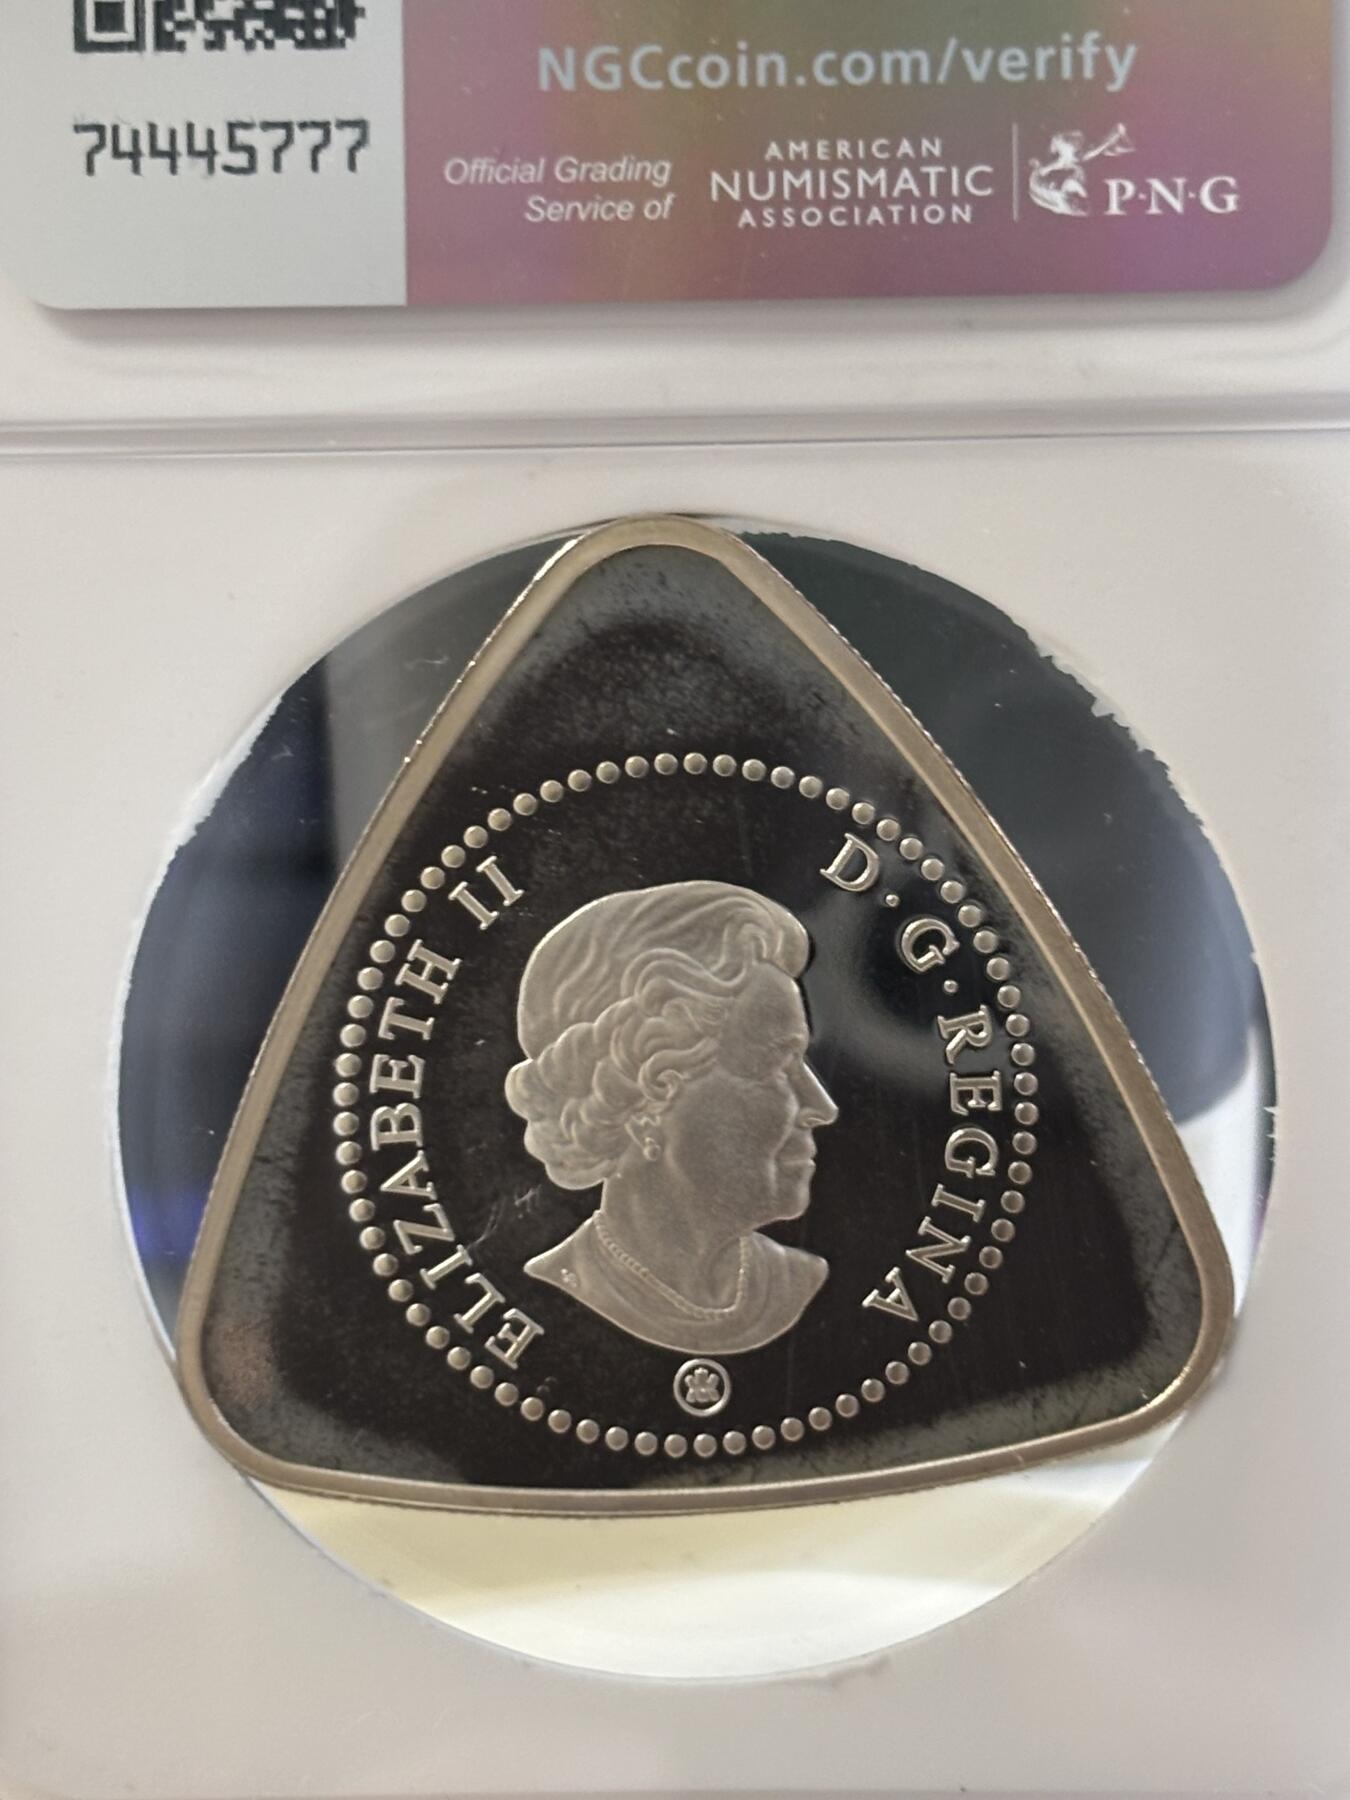 NGCcoin.com/verify
74445777
Official Grading
Service of
AMERICAN
NUMISMATIC
ASSOCIATION
P·N·G
ELIZABETH II
D·G·REGINA